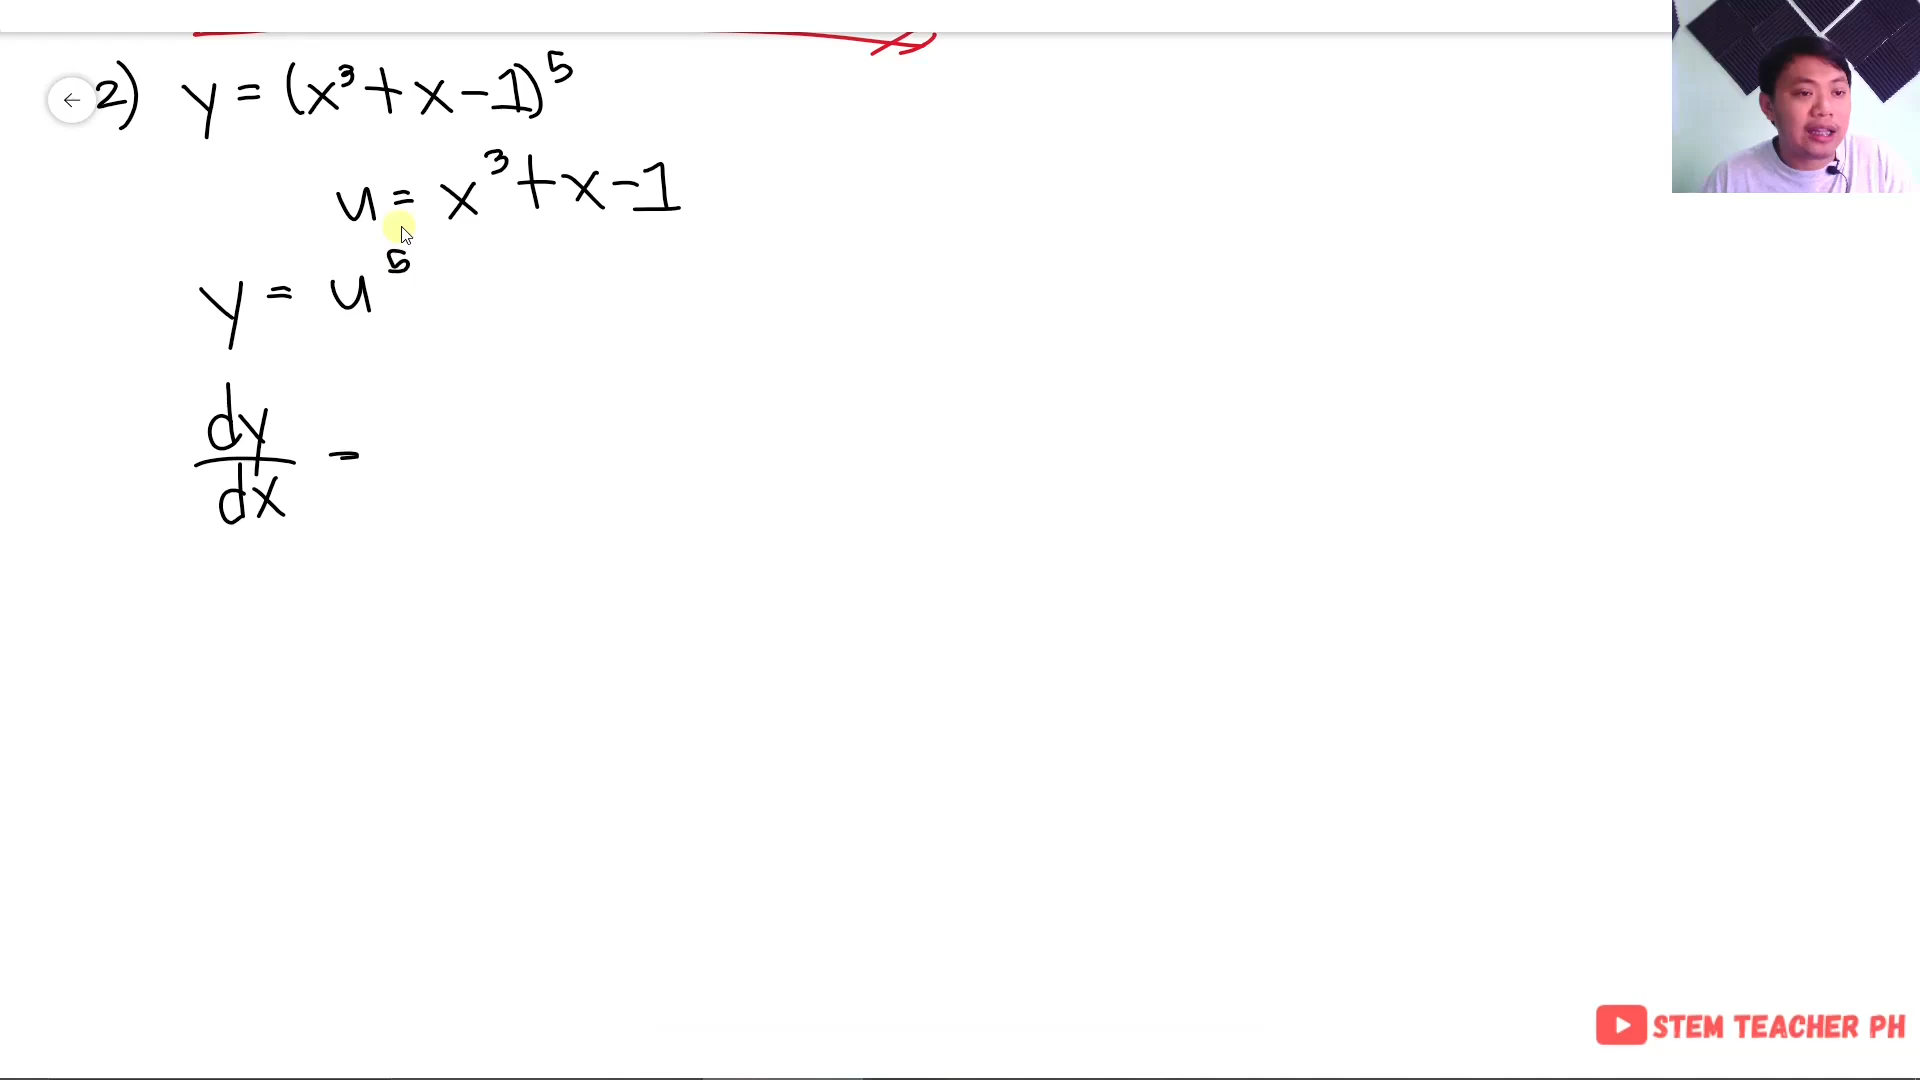 2) y = (x³ + x - 1)⁵
u = x³ + x - 1
y = u⁵
dy
dx =
STEM TEACHER PH